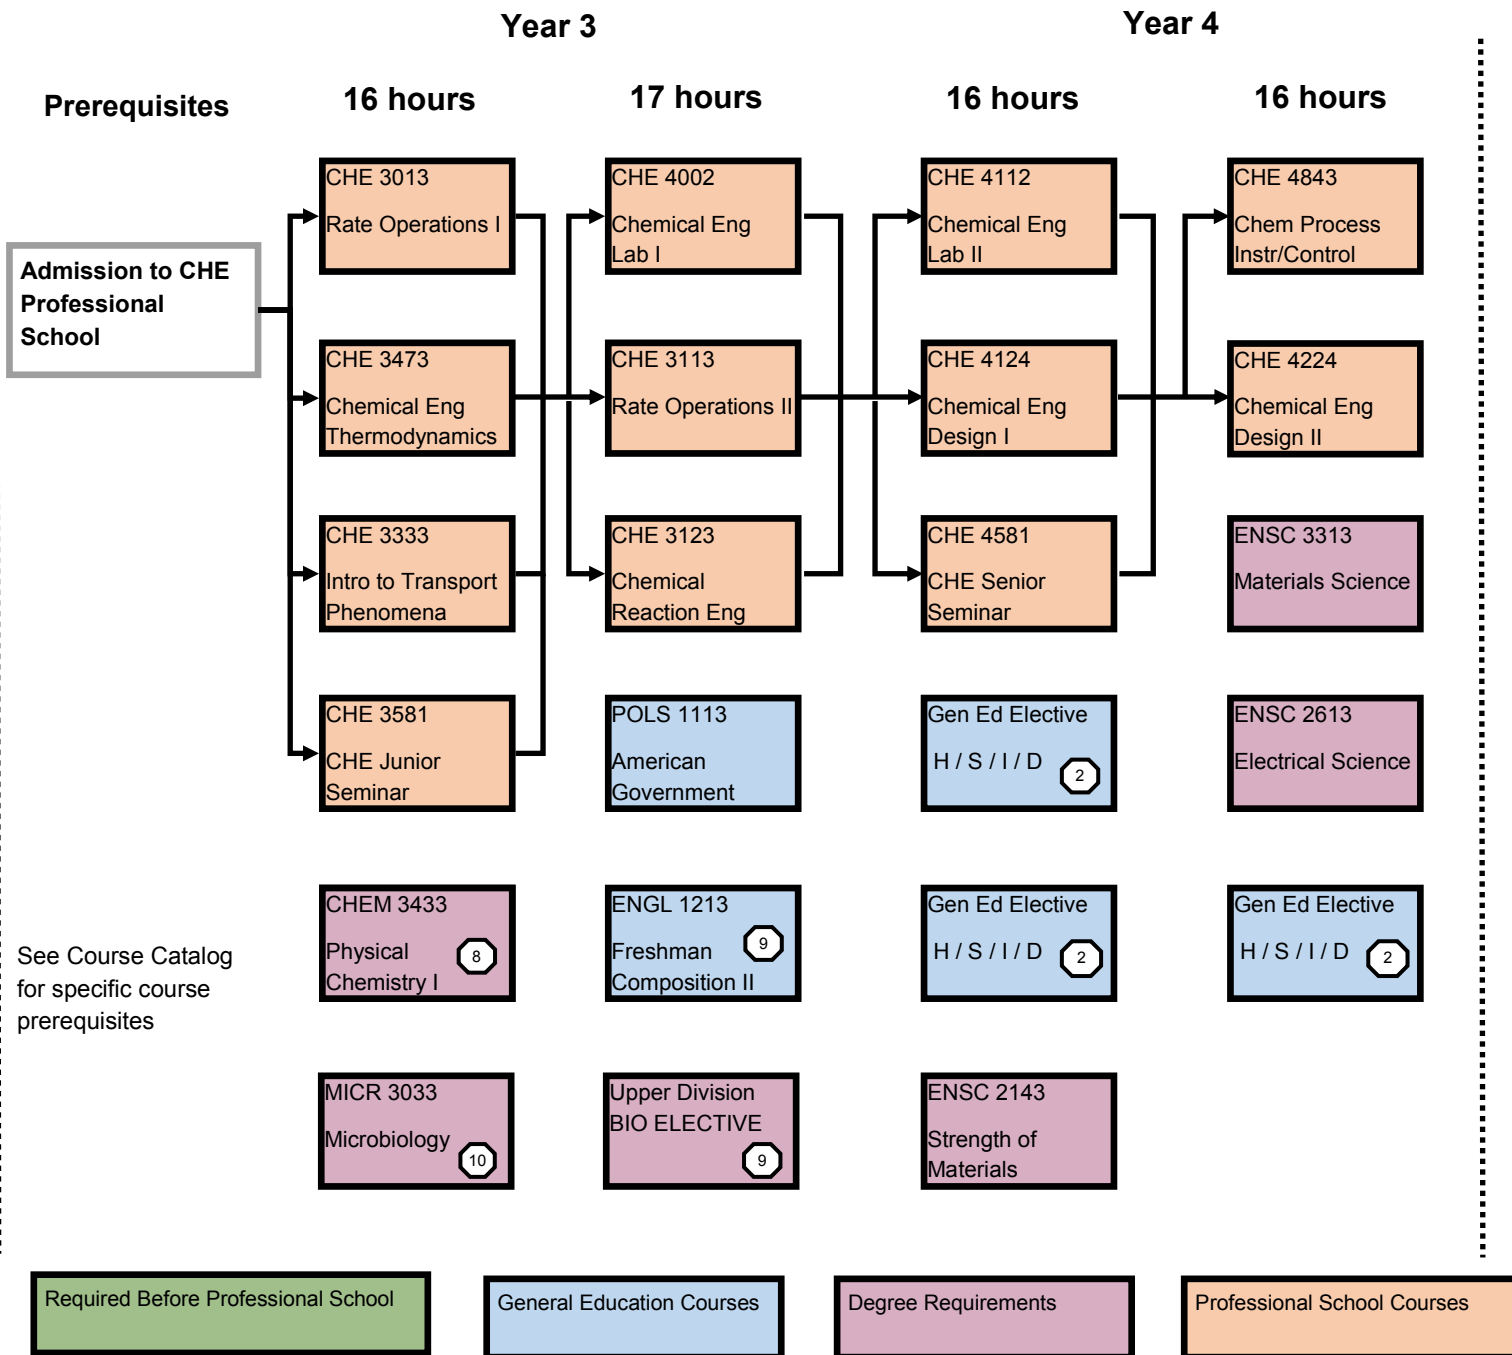 Year 3
Year 4
Prerequisites
16 hours
17 hours
16 hours
16 hours
Admission to CHE
Professional
School
CHE 3013
Rate Operations I
CHE 4002
Chemical Eng
Lab I
CHE 4112
Chemical Eng
Lab II
CHE 4843
Chem Process
Instr/Control
CHE 3473
Chemical Eng
Thermodynamics
CHE 3113
Rate Operations II
CHE 4124
Chemical Eng
Design I
CHE 4224
Chemical Eng
Design II
CHE 3333
Intro to Transport
Phenomena
CHE 3123
Chemical
Reaction Eng
CHE 4581
CHE Senior
Seminar
ENSC 3313
Materials Science
CHE 3581
CHE Junior
Seminar
POLS 1113
American
Government
Gen Ed Elective
H / S / I / D
2
ENSC 2613
Electrical Science
See Course Catalog
for specific course
prerequisites
CHEM 3433
Physical
Chemistry I
8
ENGL 1213
Freshman
Composition II
9
Gen Ed Elective
H / S / I / D
2
Gen Ed Elective
H / S / I / D
2
MICR 3033
Microbiology
10
Upper Division
BIO ELECTIVE
9
ENSC 2143
Strength of
Materials
Required Before Professional School
General Education Courses
Degree Requirements
Professional School Courses